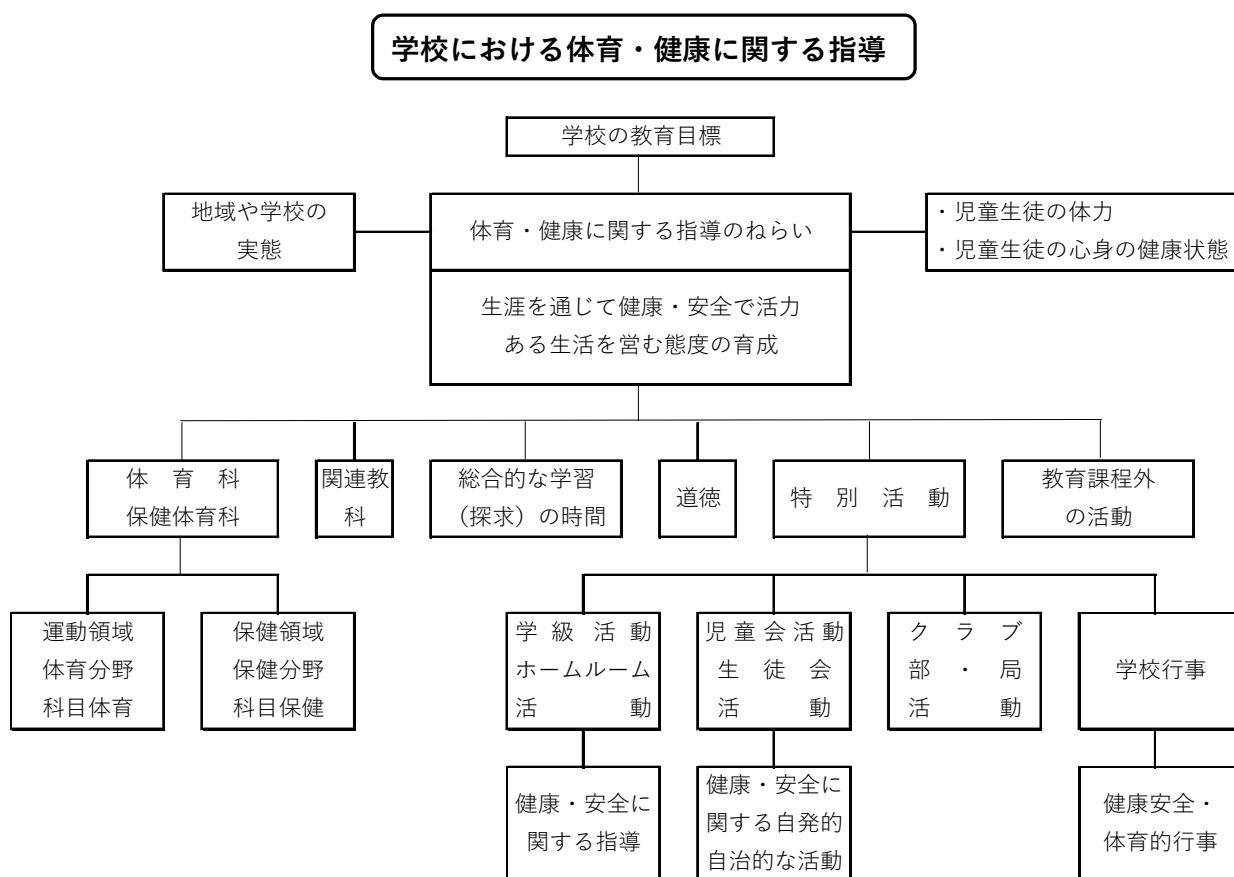 学校における体育・健康に関する指導
学校の教育目標
地域や学校の
実態
体育・健康に関する指導のねらい
・児童生徒の体力
・児童生徒の心身の健康状態
生涯を通じて健康・安全で活力
ある生活を営む態度の育成
体育科
保健体育科
関連教
科
総合的な学習
（探求）の時間
道徳
特別活動
教育課程外
の活動
運動領域
体育分野
科目体育
保健領域
保健分野
科目保健
学級活動
ホームルーム
活動
児童会活動
生徒会
活動
クラブ
部・局
活動
学校行事
健康・安全に
関する指導
健康・安全に
関する自発的
自治的な活動
健康安全・
体育的行事